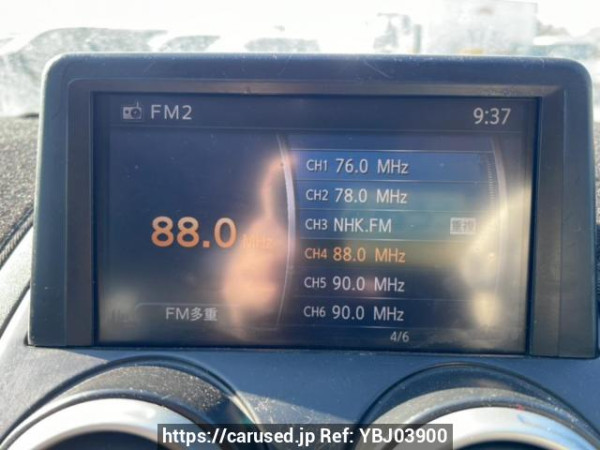 FM2
9:37
CH1 76.0 MHz
CH2 78.0 MHz
CH3 NHK.FM
88.0 MHz
CH4 88.0 MHz
CH5 90.0 MHz
FM多重
CH6 90.0 MHz
4/6
https://carused.jp Ref: YBJ03900